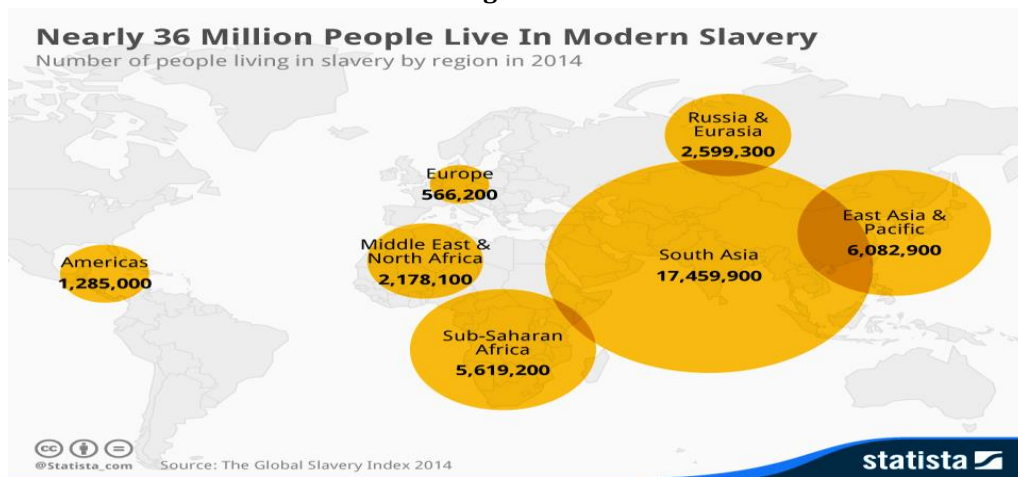 Nearly 36 Million People Live In Modern Slavery
Number of people living in slavery by region in 2014
Russia &
Eurasia
2,599,300
Europe
566,200
East Asia &
Pacific
6,082,900
Middle East &
North Africa
2,178,100
South Asia
17,459,900
Americas
1,285,000
Sub-Saharan
Africa
5,619,200
cc
@Statista_com Source: The Global Slavery Index 2014
statista